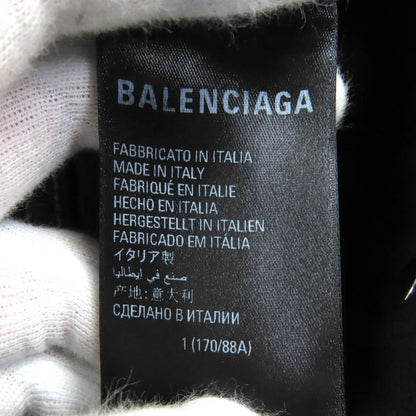 BALENCIAGA
FABBRICATO IN ITALIA
MADE IN ITALY
FABRIQUÉ EN ITALIE
HECHO EN ITALIA
HERGESTELLT IN ITALIEN
FABRICADO EM ITÁLIA
イタリア製
صنع في ايطاليا
产地: 意大利
СДЕЛАНО В ИТАЛИИ
1 (170/88A)